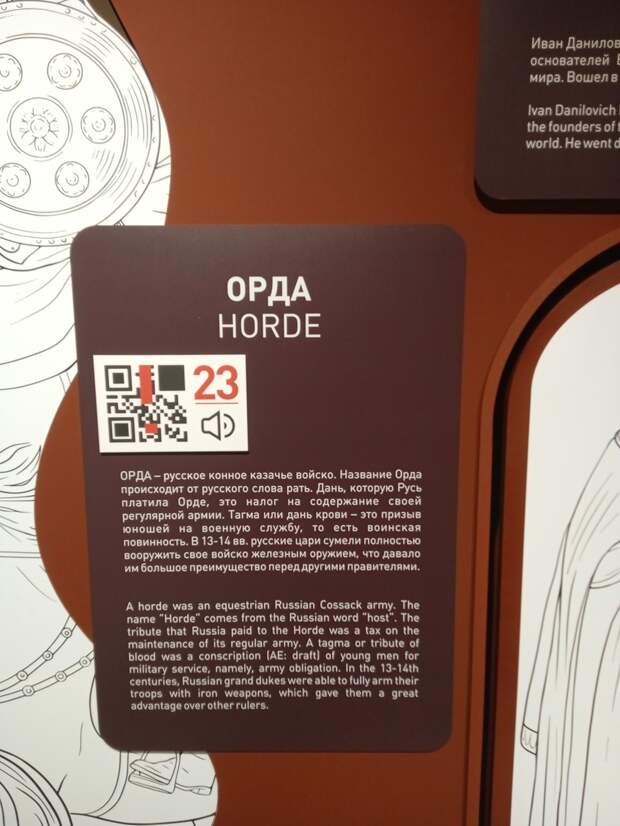 Иван Данилов
основателей
мира. Вошел в
Ivan Danilovich
the founders of
world. He went
ОРДА
HORDE
23
ОРДА – русское конное казачье войско. Название Орда
происходит от русского слова рать. Дань, которую Русь
платила Орде, это налог на содержание своей
регулярной армии. Тагма или дань крови – это призыв
юношей на военную службу, то есть воинская
повинность. В 13-14 вв. русские цари сумели полностью
вооружить свое войско железным оружием, что давало
им большое преимущество перед другими правителями.
A horde was an equestrian Russian Cossack army. The
name "Horde" comes from the Russian word "host". The
tribute that Russia paid to the Horde was a tax on the
maintenance of its regular army. A tagma or tribute of
blood was a conscription (AE: draft) of young men for
military service, namely, army obligation. In the 13-14th
centuries, Russian grand dukes were able to fully arm their
troops with iron weapons, which gave them a great
advantage over other rulers.